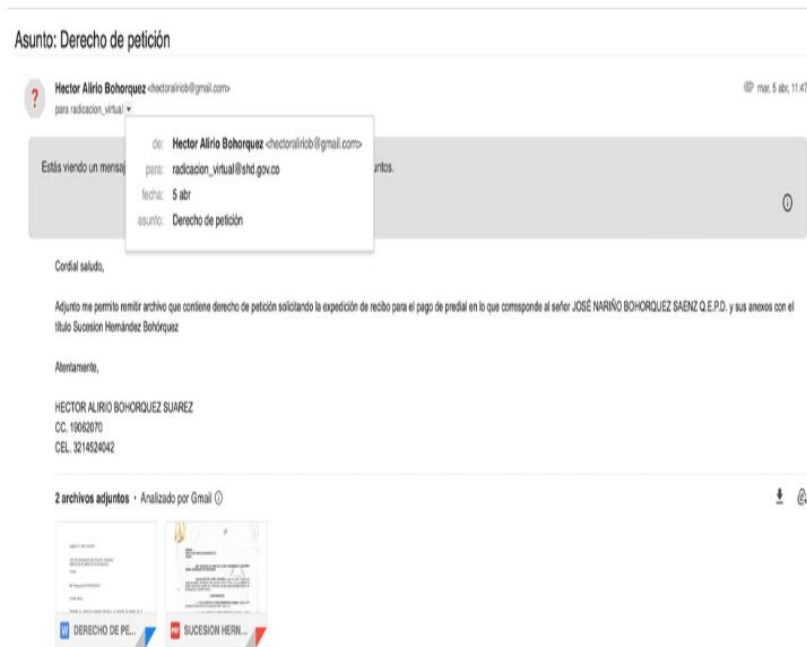 Asunto: Derecho de petición
Hector Alirio Bohorquez <hectoraliriob@gmail.com>
mar, 5 abr, 11:47
para radicacion_virtual
de: Hector Alirio Bohorquez <hectoraliriob@gmail.com>
Estás viendo un mensaj
para: radicacion_virtual@shd.gov.co
untos.
fecha: 5 abr
asunto: Derecho de petición
Cordial saludo,
Adjunto me permito remitir archivo que contiene derecho de petición solicitando la expedición de recibo para el pago de predial en lo que corresponde al señor JOSÉ NARIÑO BOHORQUEZ SAENZ Q.E.P.D. y sus anexos con el
título Sucesion Hernández Bohórquez
Atentamente,
HECTOR ALIRIO BOHORQUEZ SUAREZ
CC. 19062070
CEL. 3214524042
2 archivos adjuntos • Analizado por Gmail
W DERECHO DE PE...
PDF SUCESION HERN...